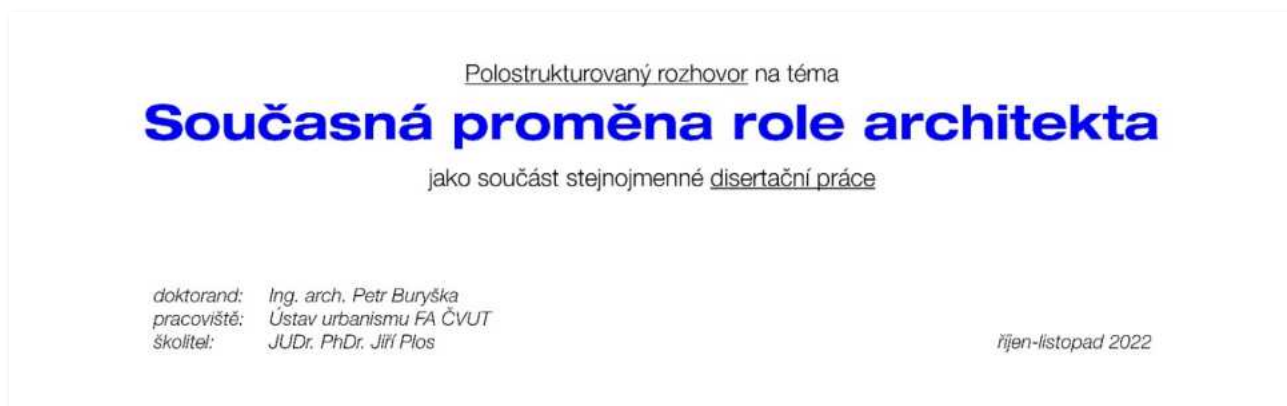 Polostrukturovaný rozhovor na téma
Současná proměna role architekta
jako součást stejnojmenné disertační práce
doktorand: Ing. arch. Petr Buryška
pracoviště: Ústav urbanismu FA ČVUT
školitel: JUDr. PhDr. Jiří Plos
říjen-listopad 2022